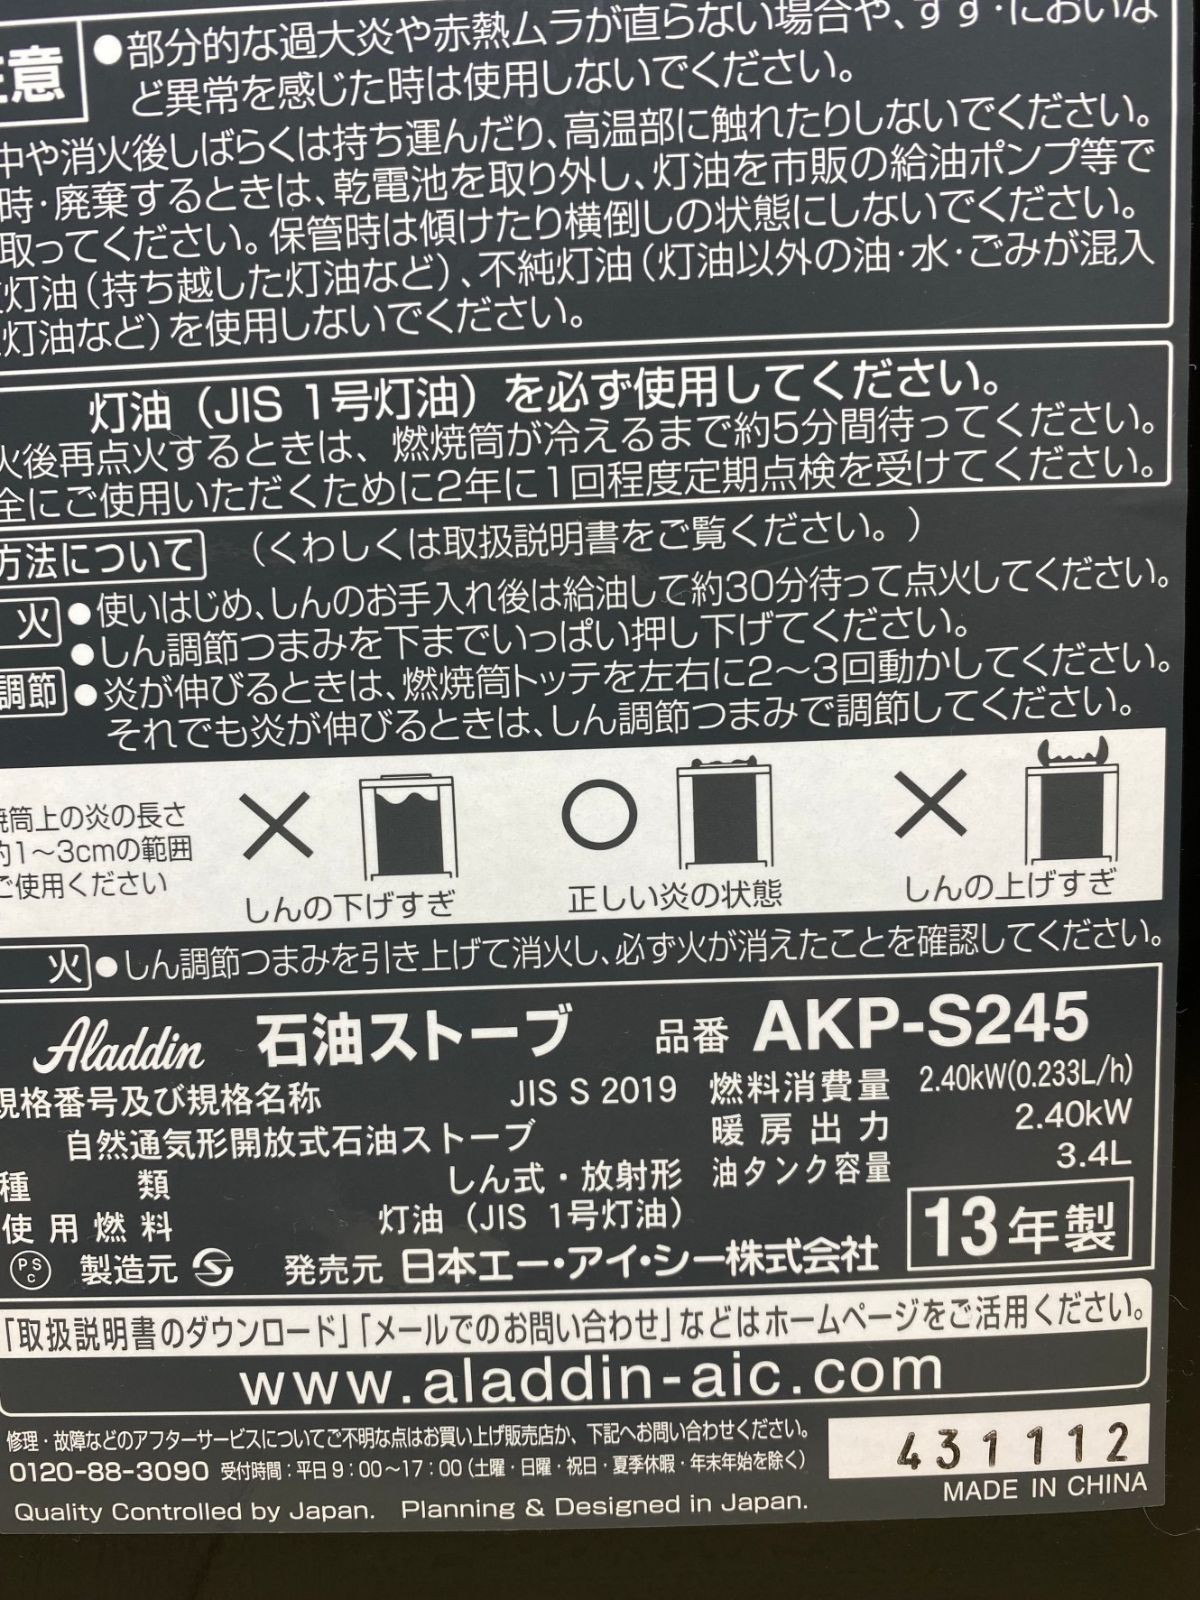 注意
●部分的な過大炎や赤熱ムラが直らない場合や、すす・においな
ど異常を感じた時は使用しないでください。
中や消火後しばらくは持ち運んだり、高温部に触れたりしないでください。
時・廃棄するときは、乾電池を取り外し、灯油を市販の給油ポンプ等で
取ってください。保管時は傾けたり横倒しの状態にしないでください。
灯油(持ち越した灯油など)、不純灯油(灯油以外の油・水・ごみが混入
灯油など)を使用しないでください。
灯油(JIS 1号灯油)を必ず使用してください。
火後再点火するときは、燃焼筒が冷えるまで約5分間待ってください。
全にご使用いただくために2年に1回程度定期点検を受けてください。
方法について (くわしくは取扱説明書をご覧ください。)
火 ●使いはじめ、しんのお手入れ後は給油して約30分待って点火してください。
●しん調節つまみを下までいっぱい押し下げてください。
調節 ●炎が伸びるときは、燃焼筒トッテを左右に2～3回動かしてください。
それでも炎が伸びるときは、しん調節つまみで調節してください。
焼筒上の炎の長さ
約1～3cmの範囲
ご使用ください
しんの下げすぎ 正しい炎の状態 しんの上げすぎ
火 ●しん調節つまみを引き上げて消火し、必ず火が消えたことを確認してください。
Aladdin 石油ストーブ 品番 AKP-S245
規格番号及び規格名称 JIS S 2019 燃料消費量 2.40kW(0.233L/h)
自然通気形開放式石油ストーブ 暖房出力 2.40kW
種類 しん式・放射形 油タンク容量 3.4L
使用燃料 灯油(JIS 1号灯油)
13年製
PSC 製造元 発売元 日本エー・アイ・シー株式会社
「取扱説明書のダウンロード」「メールでのお問い合わせ」などはホームページをご活用ください。
www.aladdin-aic.com
修理・故障などのアフターサービスについてご不明な点はお買い上げ販売店か、下記へお問い合わせください。
0120-88-3090 受付時間:平日9:00～17:00(土曜・日曜・祝日・夏季休暇・年末年始を除く)
431112
MADE IN CHINA
Quality Controlled by Japan. Planning & Designed in Japan.